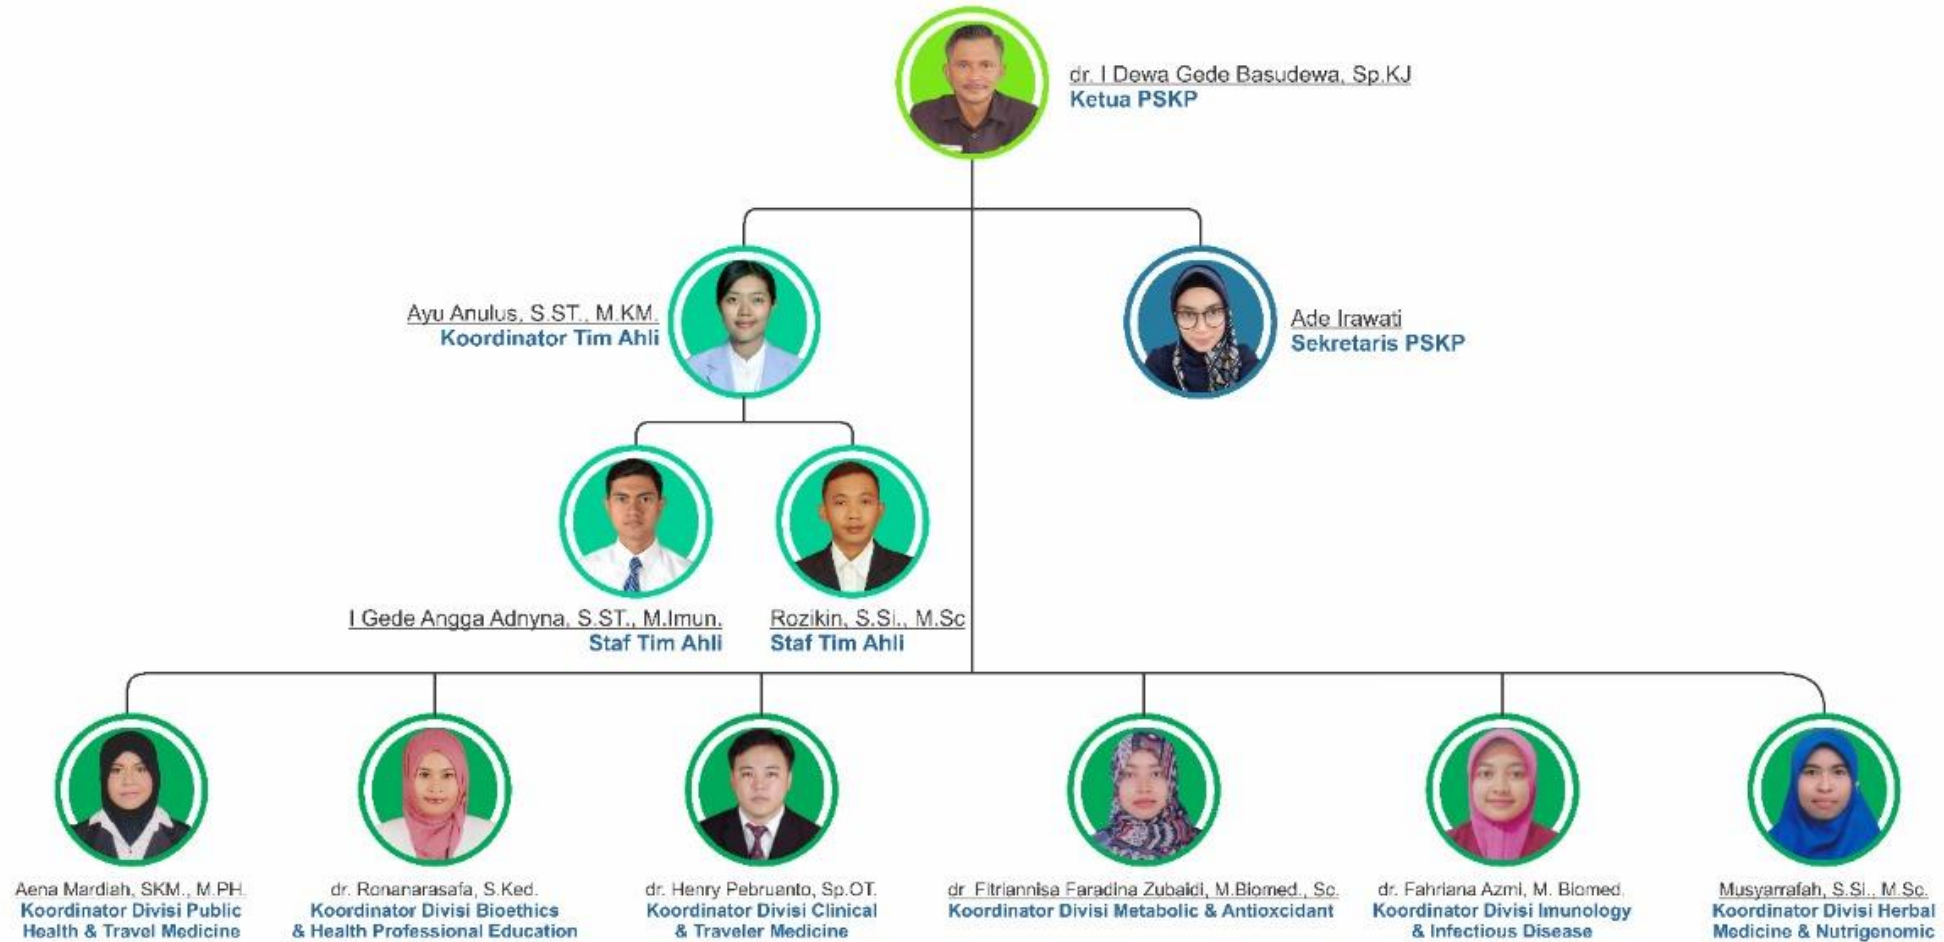 dr. I Dewa Gede Basudewa, Sp.KJ
Ketua PSKP
Ayu Anulus, S.ST., M.KM.
Koordinator Tim Ahli
Ade Irawati
Sekretaris PSKP
I Gede Angga Adnyna, S.ST., M.Imun.
Staf Tim Ahli
Rozikin, S.Si., M.Sc
Staf Tim Ahli
Aena Mardiah, SKM., M.PH.
Koordinator Divisi Public
Health & Travel Medicine
dr. Ronanarasafa, S.Ked.
Koordinator Divisi Bioethics
& Health Professional Education
dr. Henry Pebruanto, Sp.OT.
Koordinator Divisi Clinical
& Traveler Medicine
dr Fitriannisa Faradina Zubaidi, M.Biomed., Sc.
Koordinator Divisi Metabolic & Antioxcidant
dr. Fahriana Azmi, M. Biomed.
Koordinator Divisi Imunology
& Infectious Disease
Musyarrafah, S.Si., M.Sc.
Koordinator Divisi Herbal
Medicine & Nutrigenomic